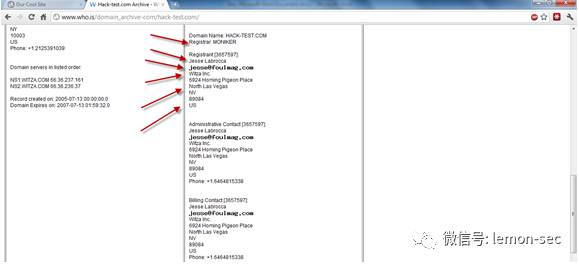 Our Cool Site
Hack-test.com Archive - W
www.who.is/domain_archive-com/hack-test.com/
NY
10003
US
Phone: +1.2125391039
Domain servers in listed order:
NS1.WITZA.COM 66.36.237.161
NS2.WITZA.COM 66.36.236.37
Record created on: 2005-07-13 00:00:00.0
Domain Expires on: 2007-07-13 01:59:32.0
Domain Name: HACK-TEST.COM
Registrar: MONIKER
Registrant [3657597]:
Jesse Labrocca
jesse@foulmag.com
Witza Inc.
6924 Homing Pigeon Place
North Las Vegas
NV
89084
US
Administrative Contact [3657597]:
Jesse Labrocca
jesse@foulmag.com
Witza Inc.
6924 Homing Pigeon Place
North Las Vegas
NV
89084
US
Phone: +1.6464815338
Billing Contact [3657597]:
Jesse Labrocca
jesse@foulmag.com
Witza Inc.
6924 Homing Pigeon Place
North Las Vegas
NV
89084
US
Phone: +1.6464815338
微信号: lemon-sec